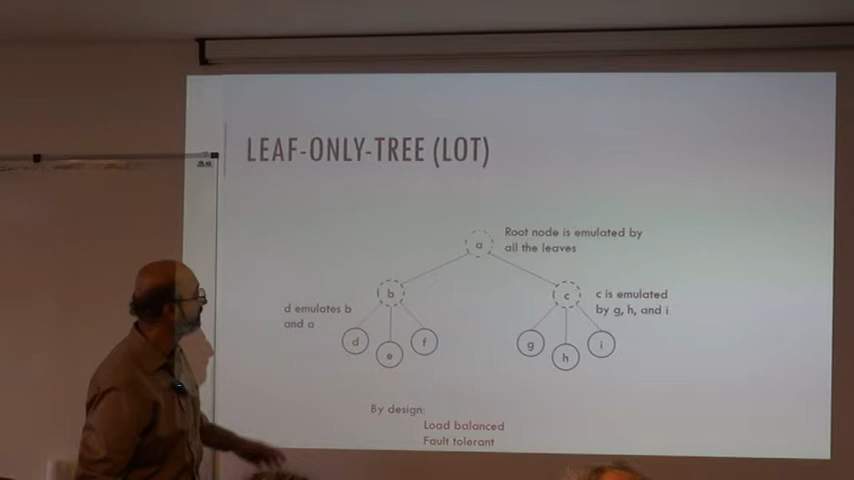 LEAF-ONLY-TREE (LOT)
a
Root node is emulated by
all the leaves
b
c
c is emulated
by g, h, and i
d emulates b
and a
d
e
f
g
h
i
By design:
Load balanced
Fault tolerant